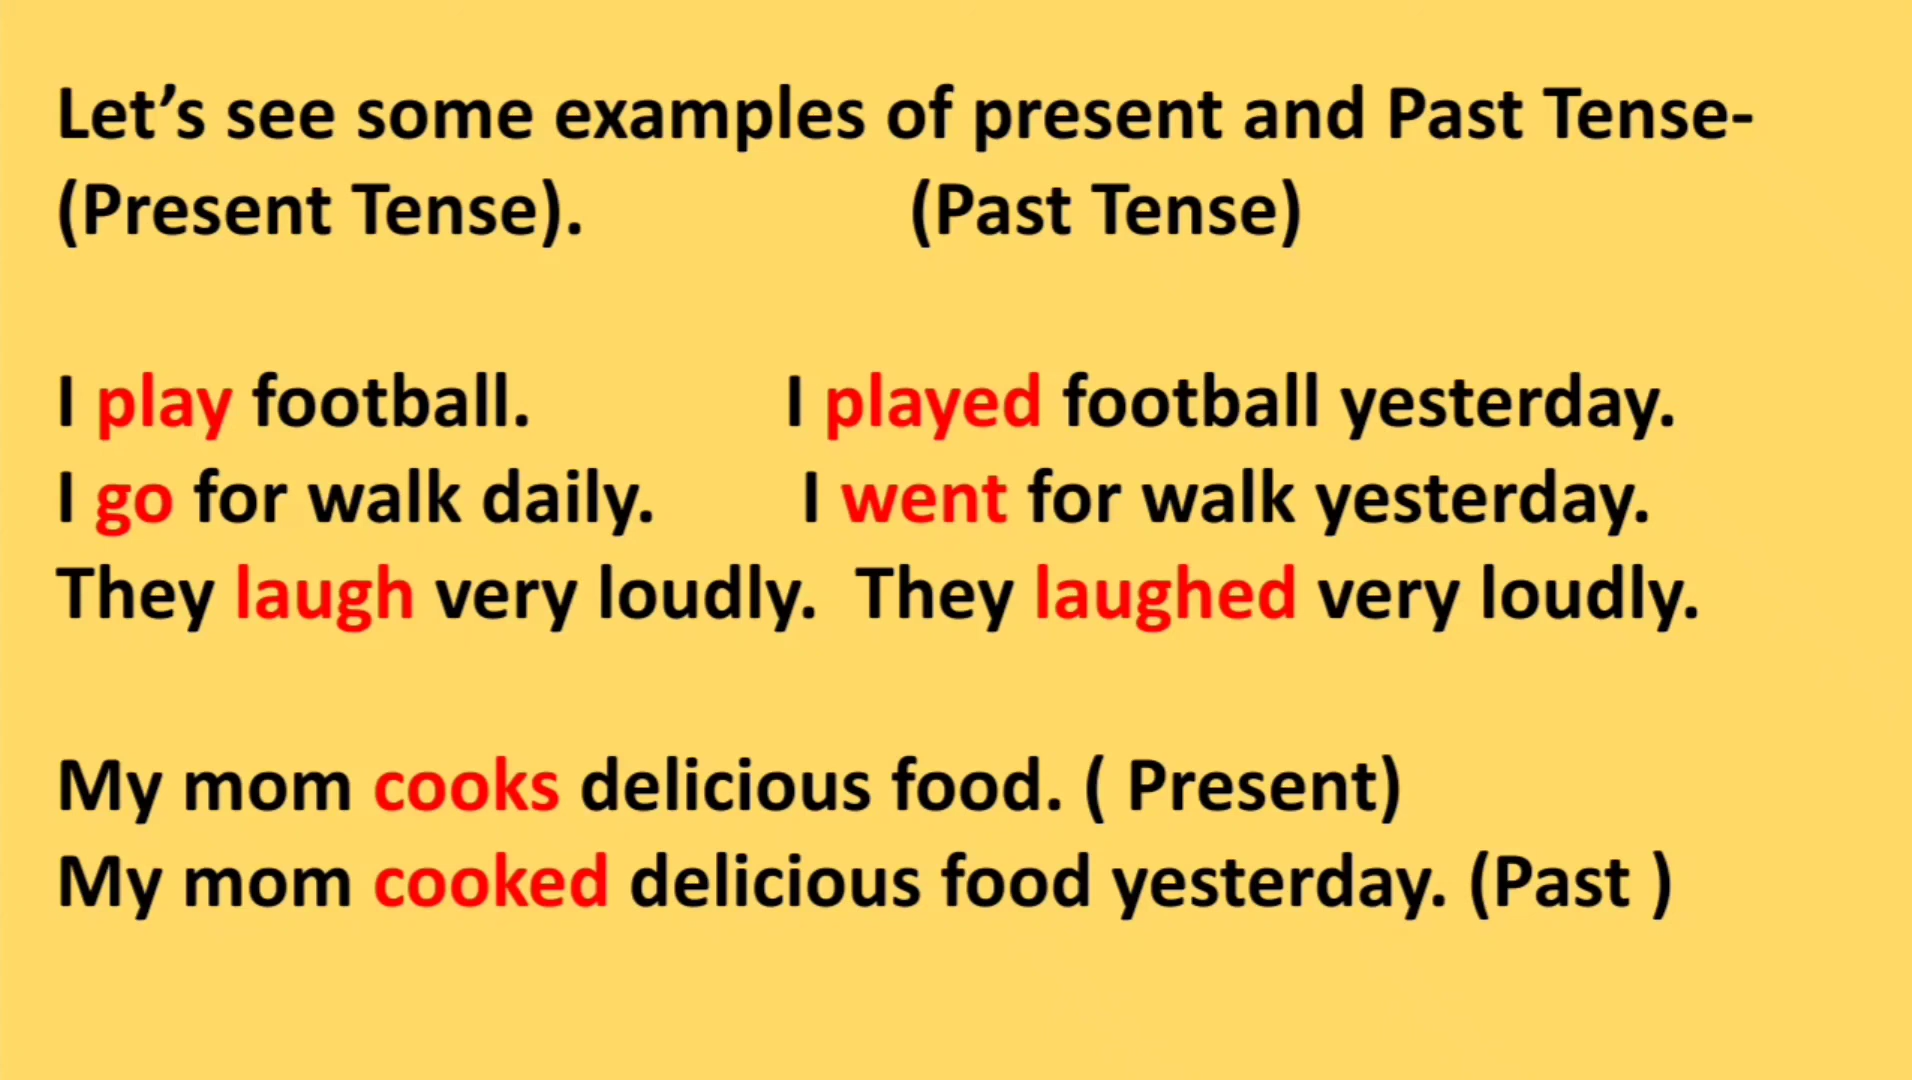 Let’s see some examples of present and Past Tense-
(Present Tense). (Past Tense)
I play football. I played football yesterday.
I go for walk daily. I went for walk yesterday.
They laugh very loudly. They laughed very loudly.
My mom cooks delicious food. ( Present)
My mom cooked delicious food yesterday. (Past )